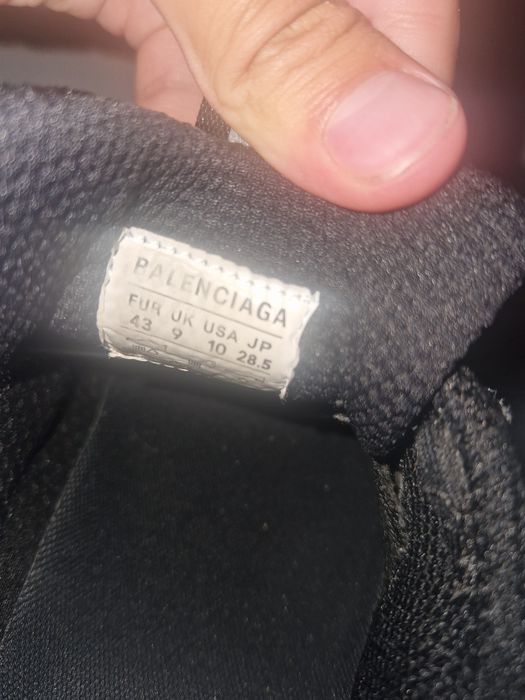 BALENCIAGA
EUR UK USA JP
43 9 10 28.5